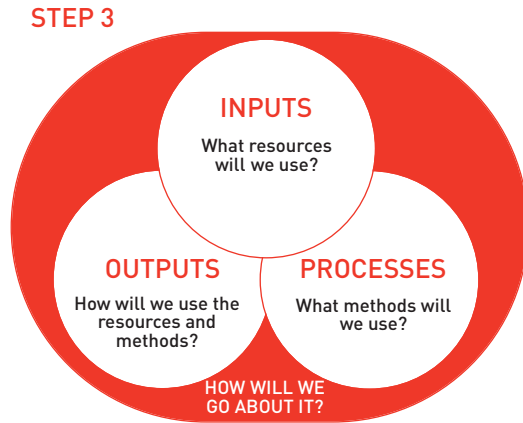 STEP 3
INPUTS
What resources
will we use?
OUTPUTS
How will we use the
resources and
methods?
PROCESSES
What methods will
we use?
HOW WILL WE
GO ABOUT IT?